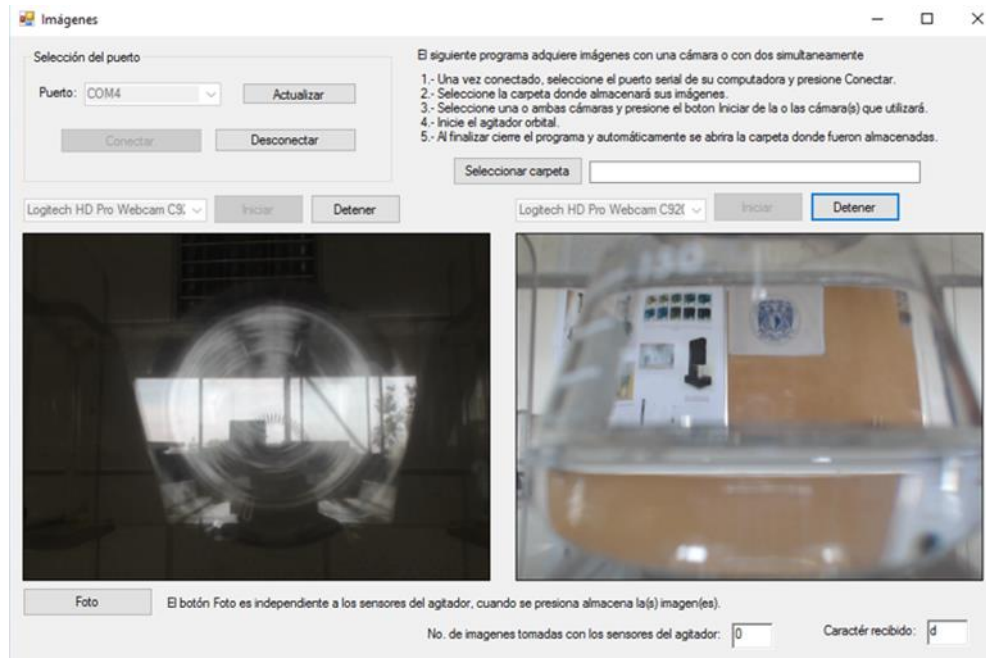 Imágenes
Selección del puerto
Puerto: COM4
Actualizar
Conectar
Desconectar
El siguiente programa adquiere imágenes con una cámara o con dos simultaneamente
1.- Una vez conectado, seleccione el puerto serial de su computadora y presione Conectar.
2.- Seleccione la carpeta donde almacenará sus imágenes.
3.- Seleccione una o ambas cámaras y presione el boton Iniciar de la o las cámara(s) que utilizará.
4.- Inicie el agitador orbital.
5.- Al finalizar cierre el programa y automáticamente se abrira la carpeta donde fueron almacenadas.
Seleccionar carpeta
Logitech HD Pro Webcam C9
Iniciar
Detener
Logitech HD Pro Webcam C920
Iniciar
Detener
130
Foto
El botón Foto es independiente a los sensores del agitador, cuando se presiona almacena la(s) imagen(es).
No. de imagenes tomadas con los sensores del agitador: 0
Caractér recibido: d